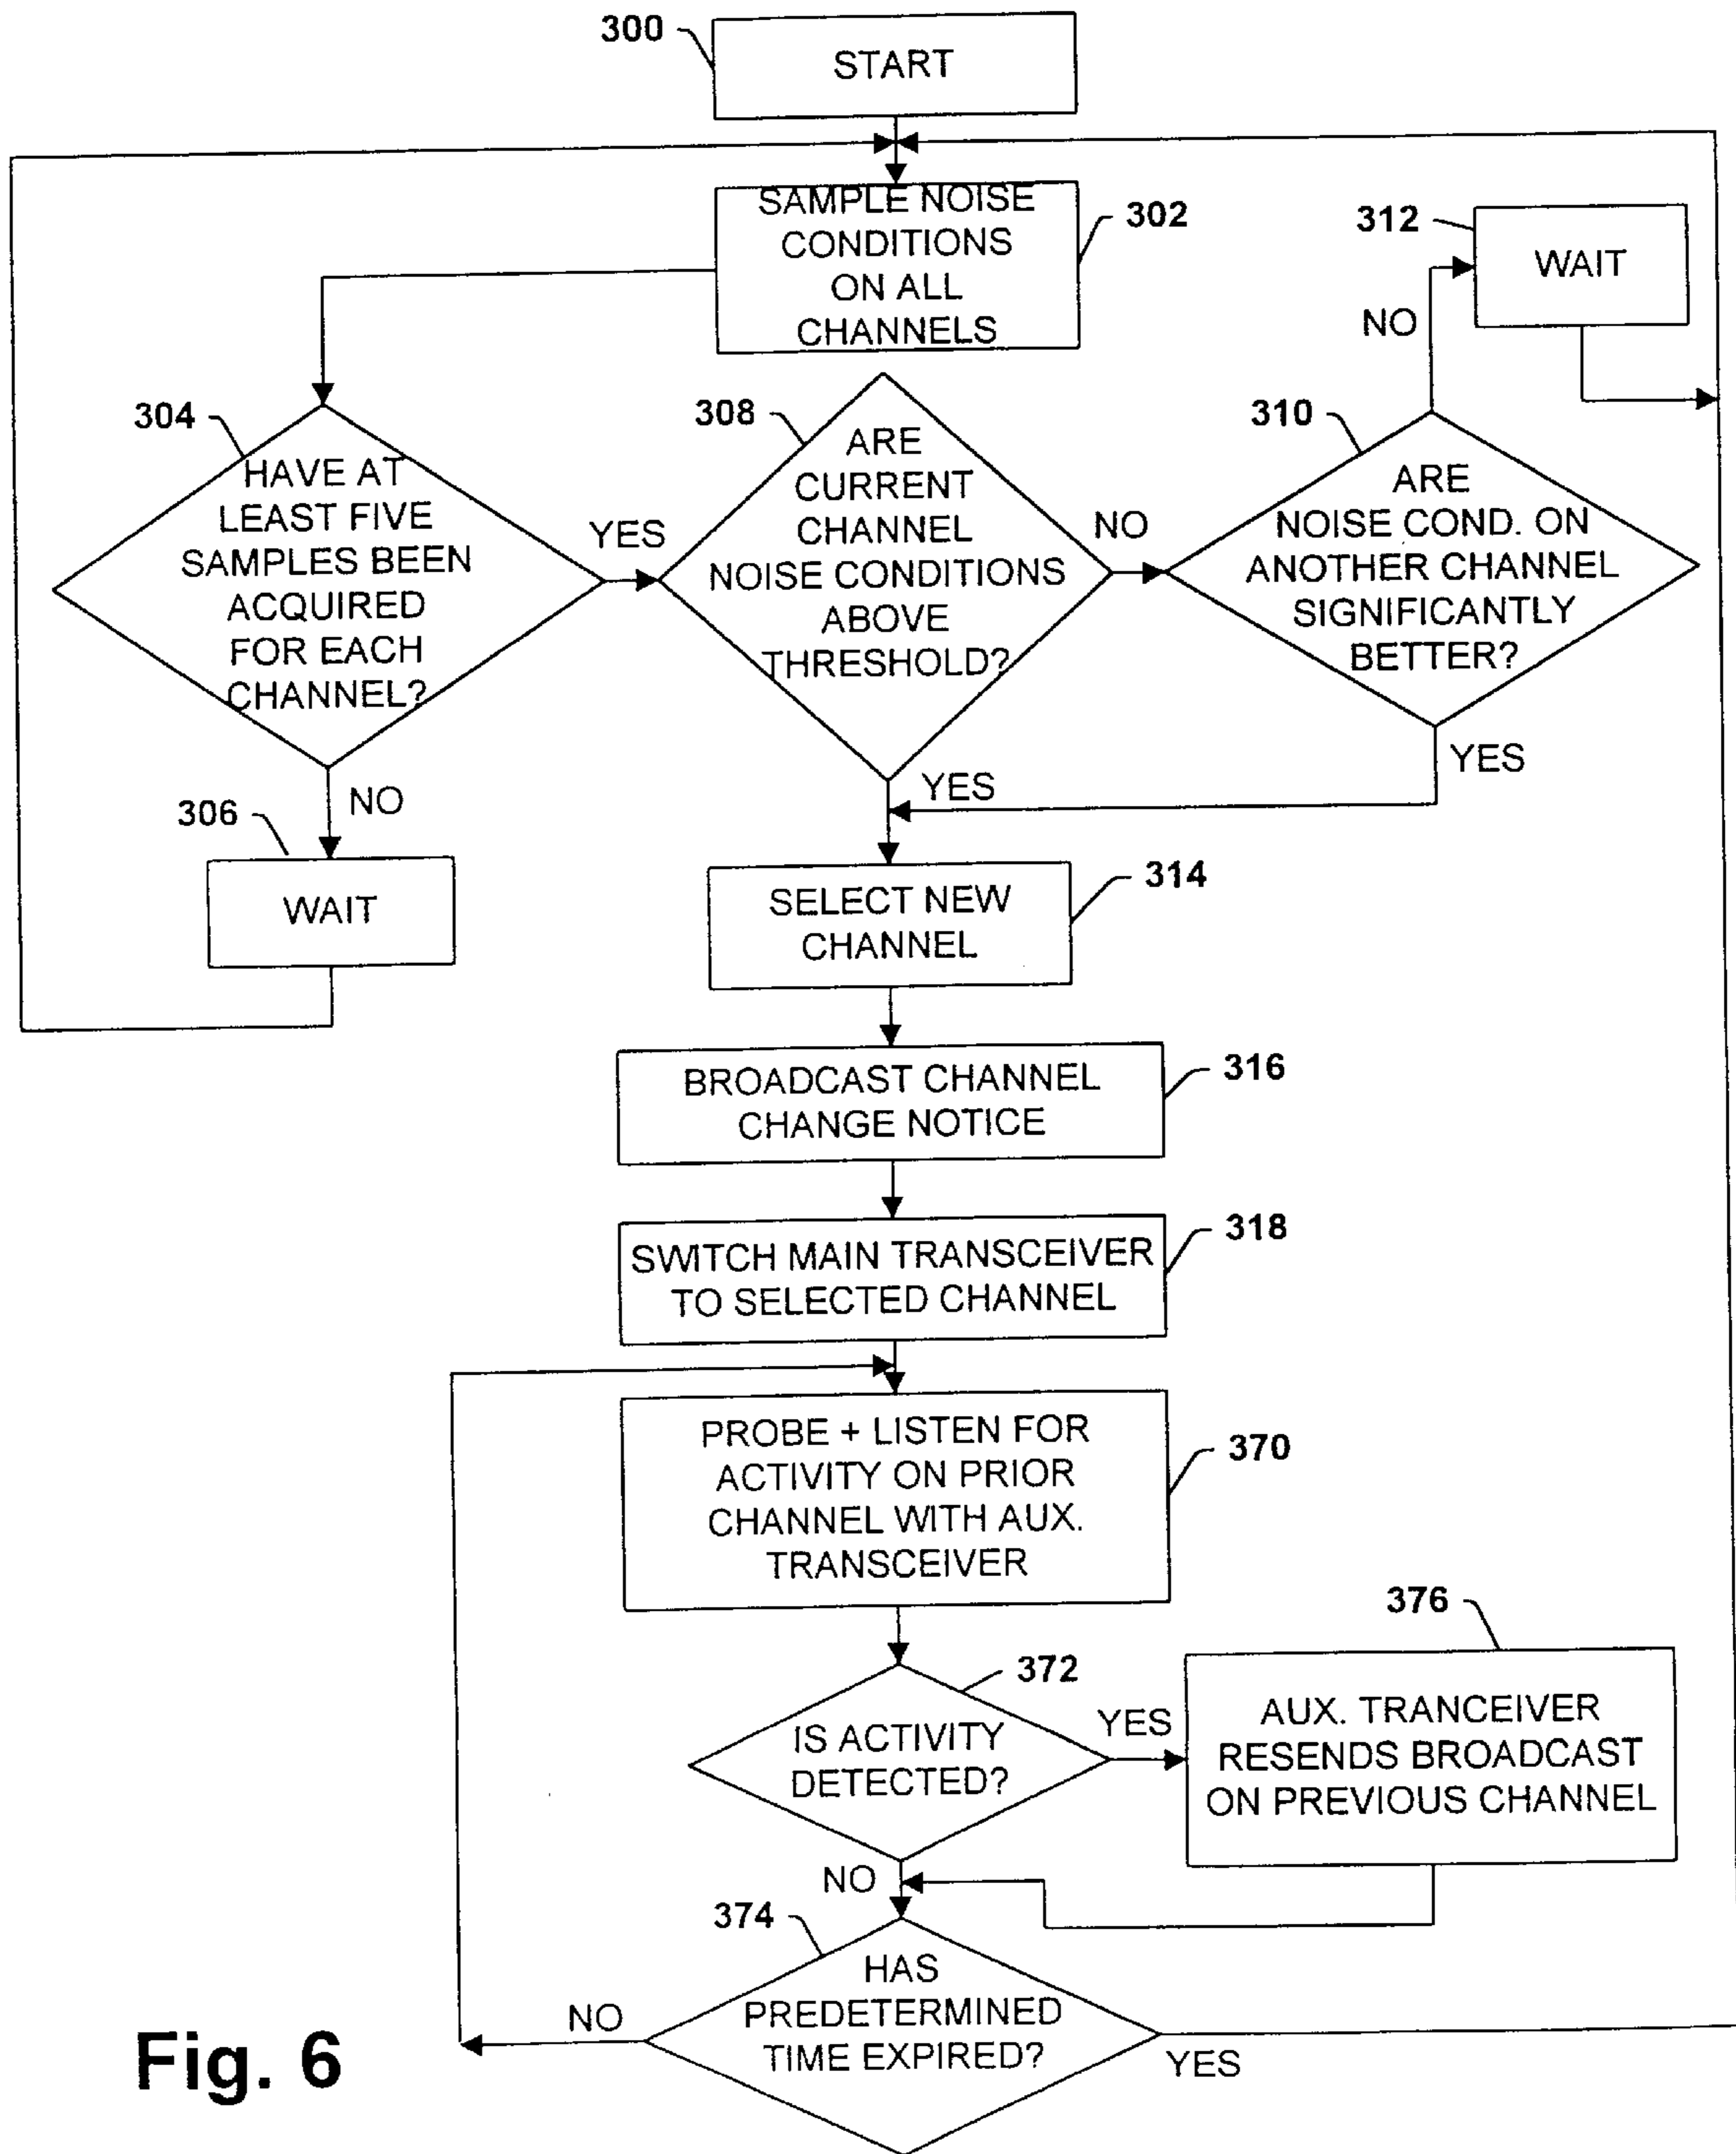 300
START
SAMPLE NOISE
CONDITIONS
ON ALL
CHANNELS
302
312
WAIT
NO
304
HAVE AT
LEAST FIVE
SAMPLES BEEN
ACQUIRED
FOR EACH
CHANNEL?
YES
308
ARE
CURRENT
CHANNEL
NOISE CONDITIONS
ABOVE
THRESHOLD?
NO
310
ARE
NOISE COND. ON
ANOTHER CHANNEL
SIGNIFICANTLY
BETTER?
YES
YES
NO
306
WAIT
SELECT NEW
CHANNEL
314
BROADCAST CHANNEL
CHANGE NOTICE
316
SWITCH MAIN TRANSCEIVER
TO SELECTED CHANNEL
318
PROBE + LISTEN FOR
ACTIVITY ON PRIOR
CHANNEL WITH AUX.
TRANSCEIVER
370
372
IS ACTIVITY
DETECTED?
YES
376
AUX. TRANCEIVER
RESENDS BROADCAST
ON PREVIOUS CHANNEL
NO
374
HAS
PREDETERMINED
TIME EXPIRED?
NO
YES
Fig. 6